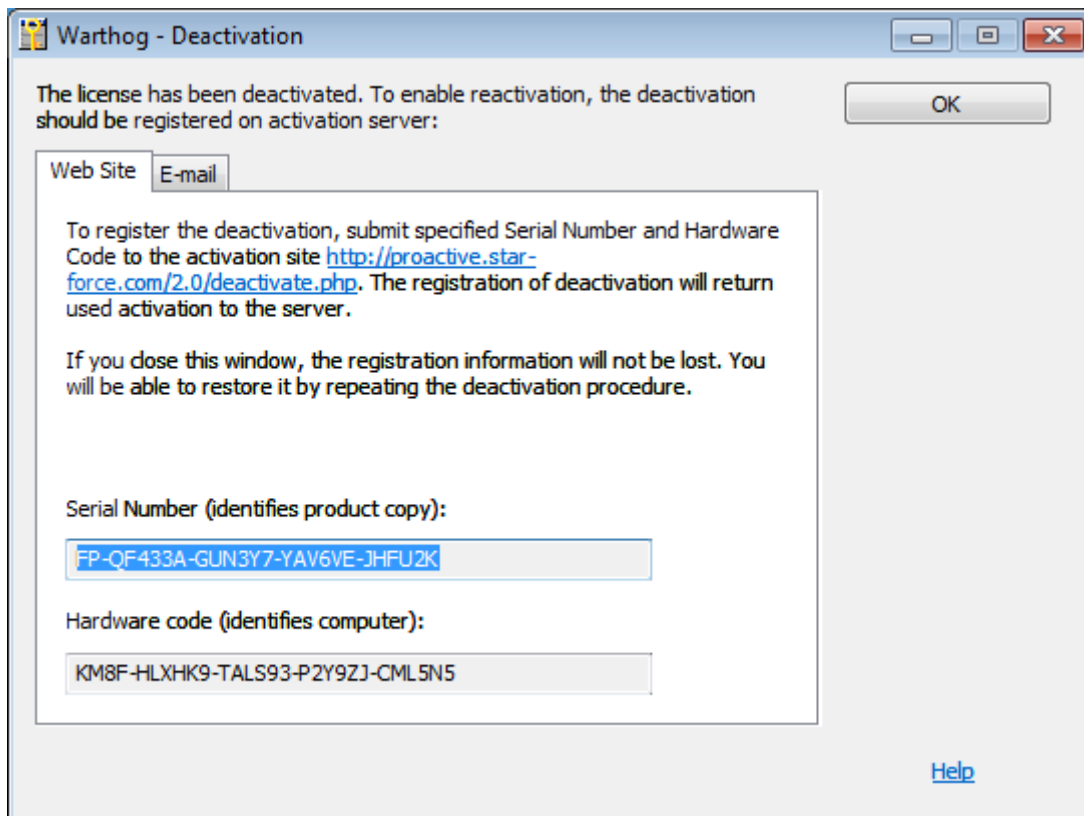 Warthog - Deactivation
The license has been deactivated. To enable reactivation, the deactivation
should be registered on activation server:
OK
Web Site
E-mail
To register the deactivation, submit specified Serial Number and Hardware
Code to the activation site http://proactive.star-
force.com/2.0/deactivate.php. The registration of deactivation will return
used activation to the server.
If you close this window, the registration information will not be lost. You
will be able to restore it by repeating the deactivation procedure.
Serial Number (identifies product copy):
FP-QF433A-GUN3Y7-YAV6VE-JHFU2K
Hardware code (identifies computer):
KM8F-HLXHK9-TALS93-P2Y9ZJ-CML5N5
Help